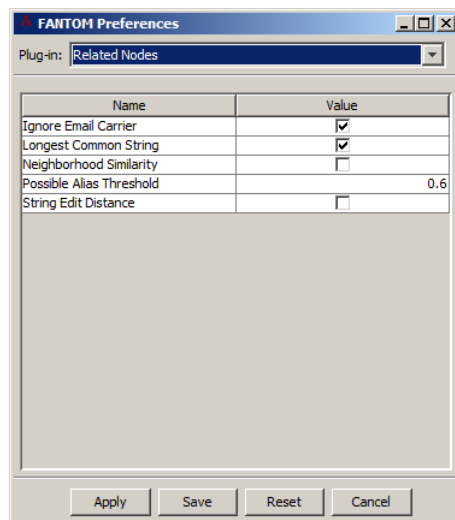 FANTOM Preferences
Plug-in: Related Nodes
Name Value
Ignore Email Carrier
Longest Common String
Neighborhood Similarity
Possible Alias Threshold 0.6
String Edit Distance
Apply Save Reset Cancel